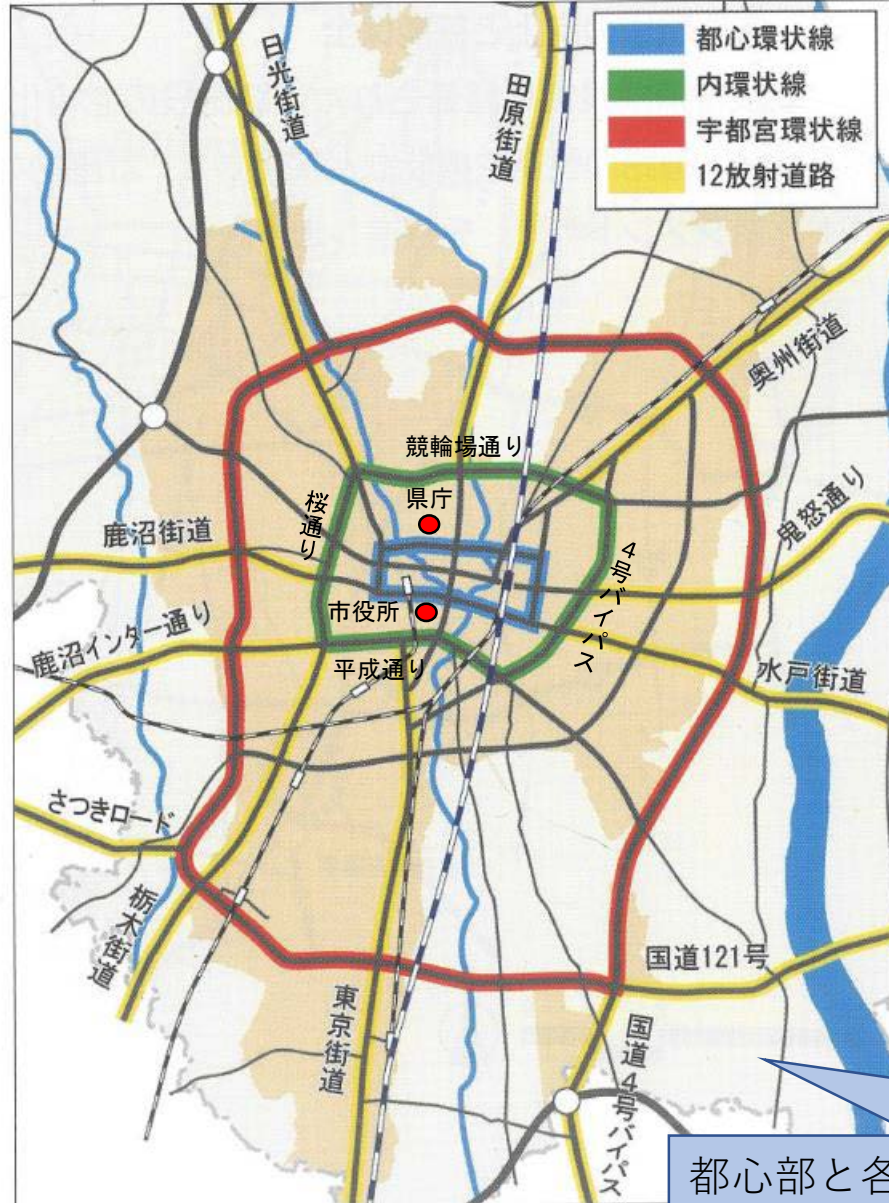 都心環状線
内環状線
宇都宮環状線
12放射道路
日光街道
田原街道
奥州街道
競輪場通り
県庁
桜通り
鹿沼街道
鬼怒通り
4号バイパス
市役所
鹿沼インター通り
平成通り
水戸街道
さつきロード
栃木街道
国道121号
東京街道
国道4号バイパス
都心部と各